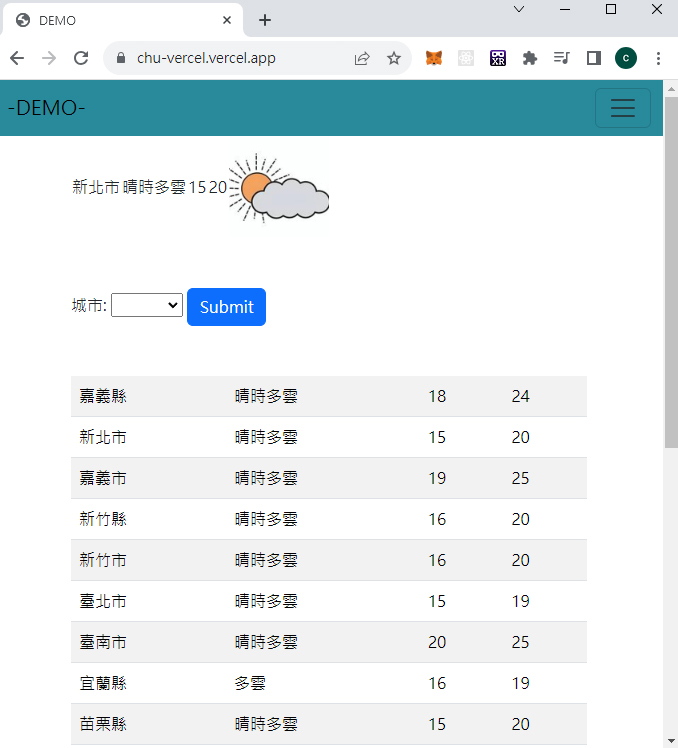 DEMO
chu-vercel.vercel.app
C
XR
-DEMO-
新北市 晴時多雲 15 20
城市: Submit
嘉義縣 晴時多雲 18 24
新北市 晴時多雲 15 20
嘉義市 晴時多雲 19 25
新竹縣 晴時多雲 16 20
新竹市 晴時多雲 16 20
臺北市 晴時多雲 15 19
臺南市 晴時多雲 20 25
宜蘭縣 多雲 16 19
苗栗縣 晴時多雲 15 20